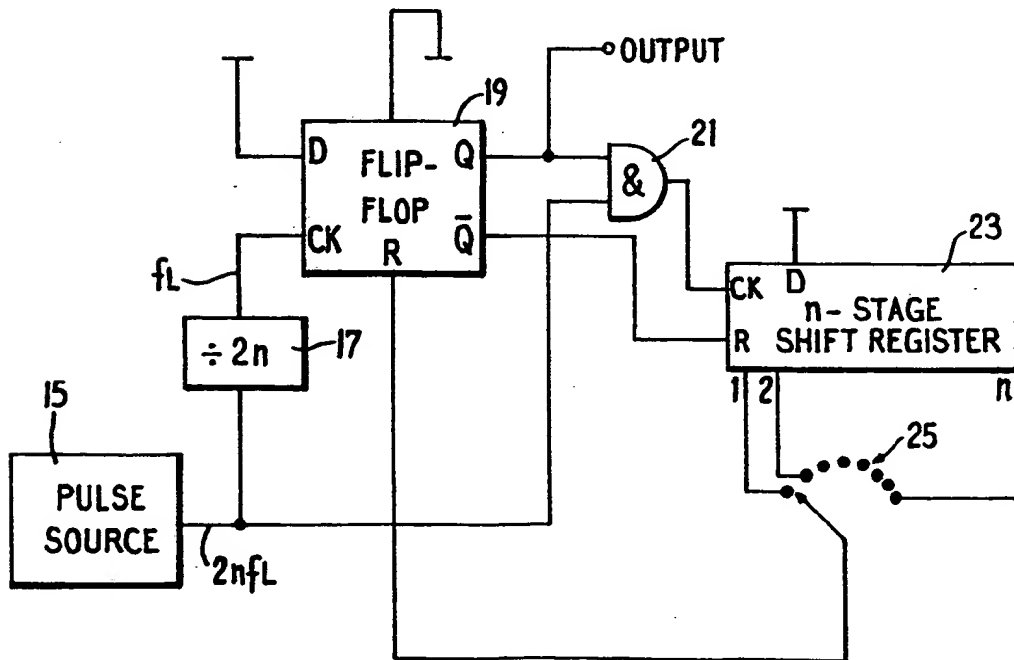 OUTPUT
19
D
FLIP-
FLOP
Q
CK
Q̅
R
21
&
fL
÷ 2n
17
23
CK
D
n- STAGE
SHIFT REGISTER
R
1
2
n
15
PULSE
SOURCE
2nfL
25